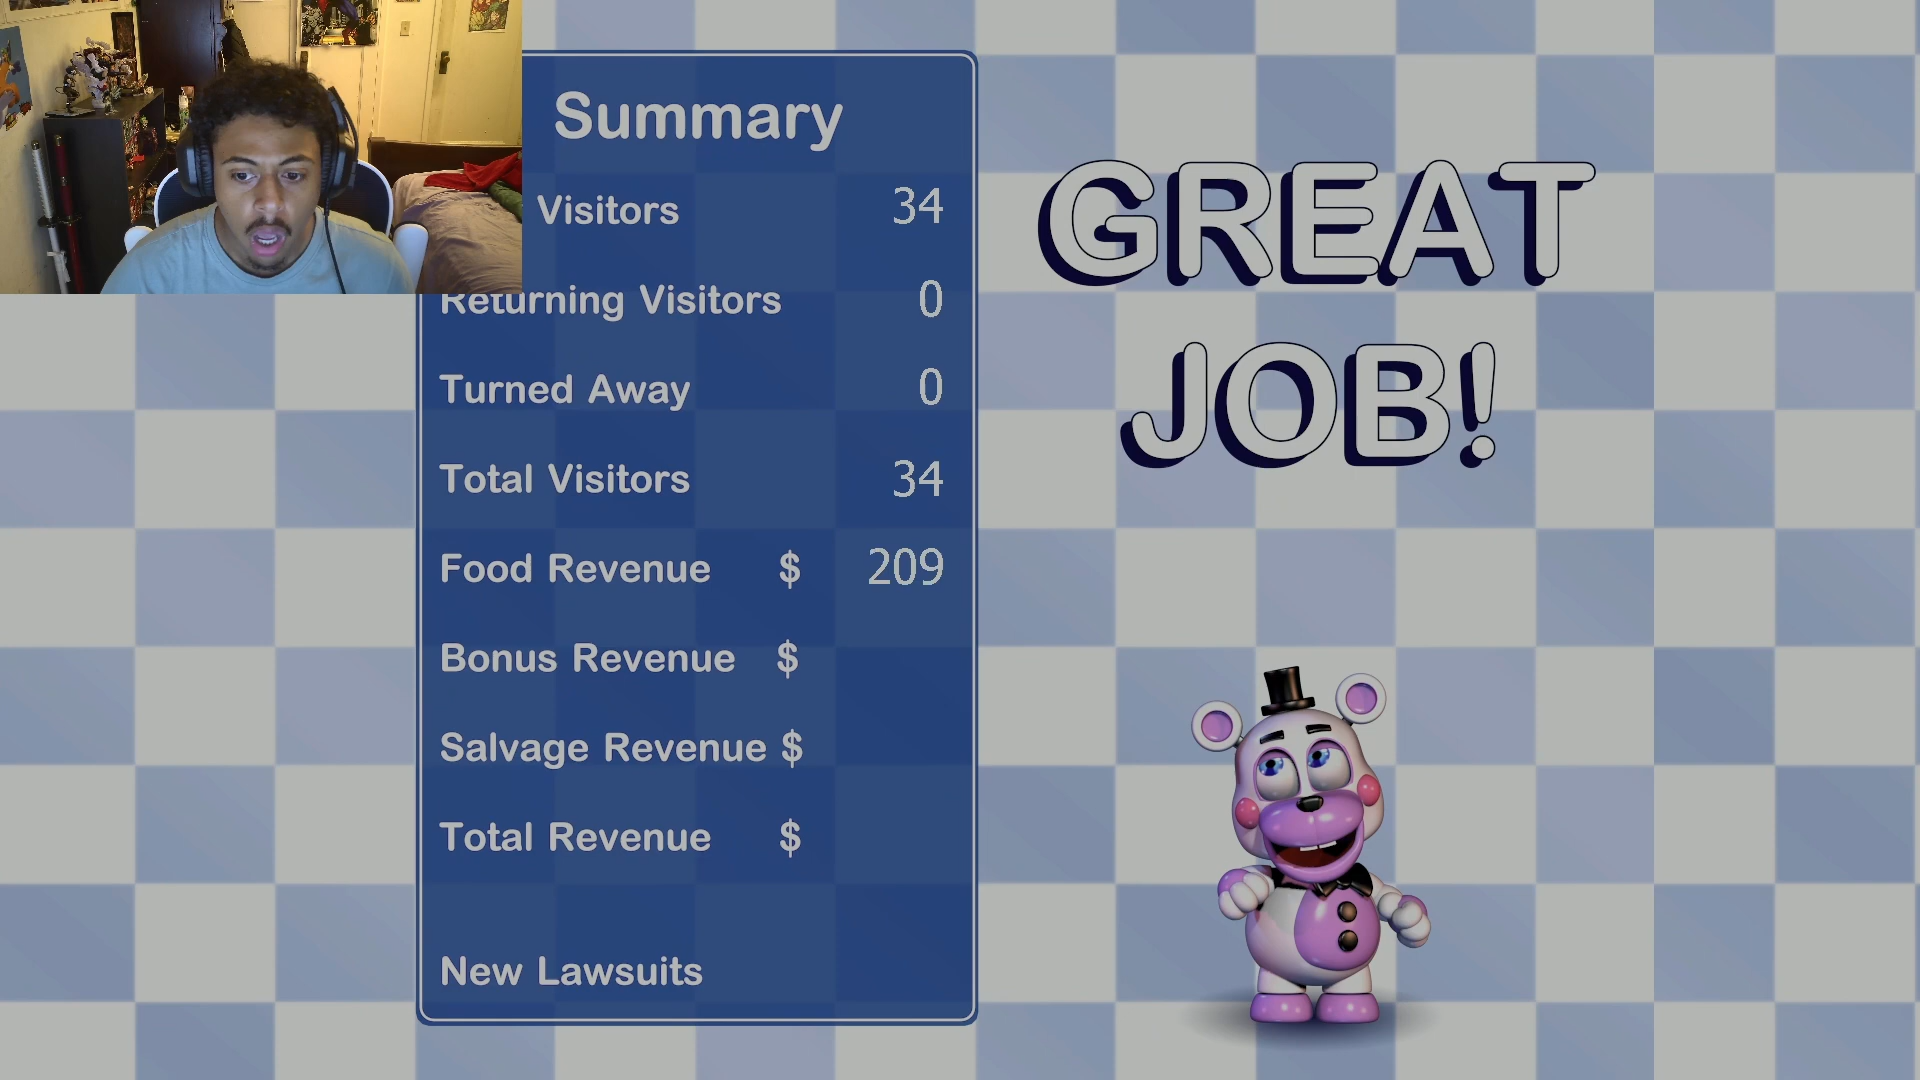 Summary
Visitors 34
Returning Visitors 0
Turned Away 0
Total Visitors 34
Food Revenue $ 209
Bonus Revenue $
Salvage Revenue $
Total Revenue $
New Lawsuits
GREAT
JOB!